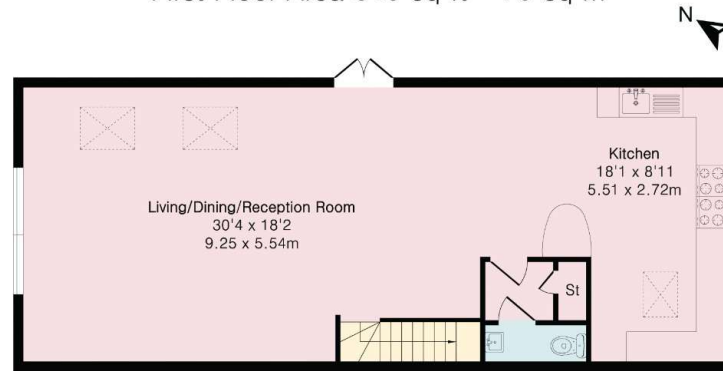 N
Kitchen
18'1 x 8'11
5.51 x 2.72m
Living/Dining/Reception Room
30'4 x 18'2
9.25 x 5.54m
St